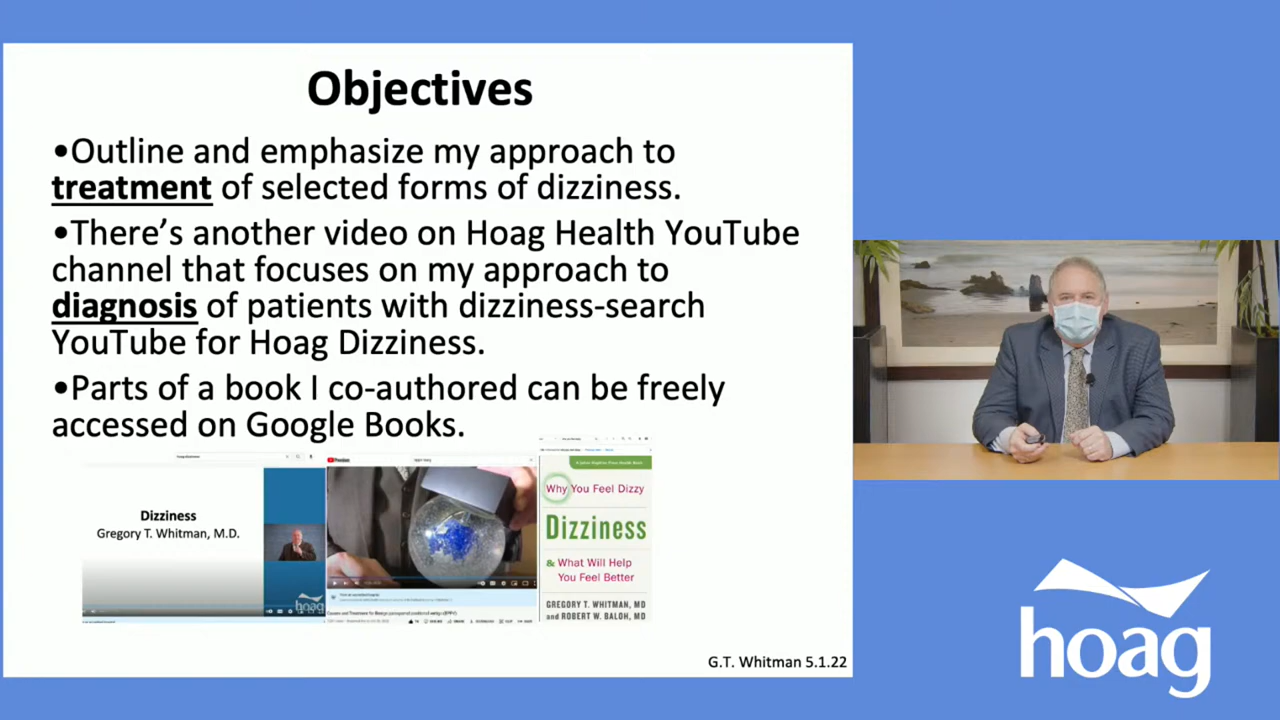 Objectives
•Outline and emphasize my approach to
treatment of selected forms of dizziness.
•There's another video on Hoag Health YouTube
channel that focuses on my approach to
diagnosis of patients with dizziness-search
YouTube for Hoag Dizziness.
•Parts of a book I co-authored can be freely
accessed on Google Books.
Dizziness
Gregory T. Whitman, M.D.
hoag
Why You Feel Dizzy
Dizziness
& What Will Help
You Feel Better
GREGORY T. WHITMAN, MD
and ROBERT W. BALOH, MD
G.T. Whitman 5.1.22
hoag